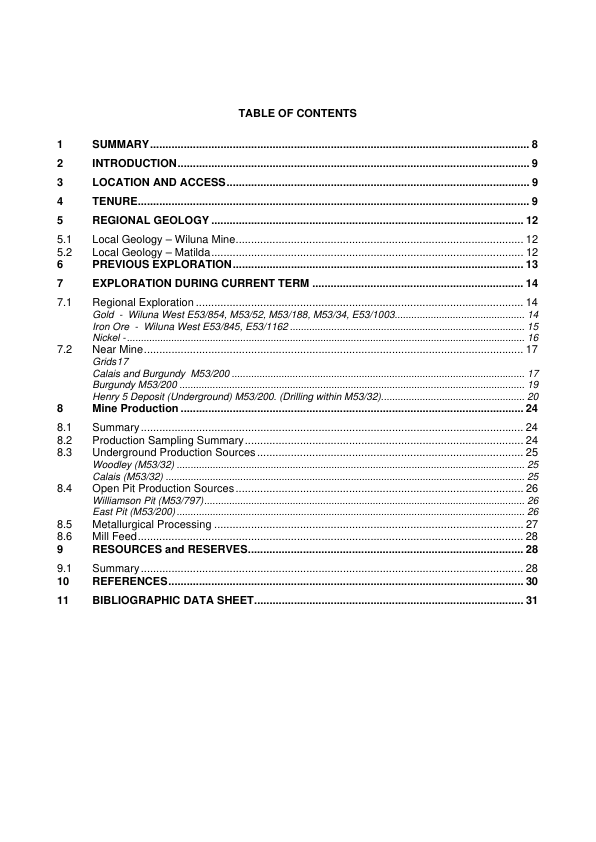 TABLE OF CONTENTS
1 SUMMARY 8
2 INTRODUCTION 9
3 LOCATION AND ACCESS 9
4 TENURE 9
5 REGIONAL GEOLOGY 12
5.1 Local Geology – Wiluna Mine 12
5.2 Local Geology – Matilda 12
6 PREVIOUS EXPLORATION 13
7 EXPLORATION DURING CURRENT TERM 14
7.1 Regional Exploration 14
Gold - Wiluna West E53/854, M53/52, M53/188, M53/34, E53/1003 14
Iron Ore - Wiluna West E53/845, E53/1162 15
Nickel - 16
7.2 Near Mine 17
Grids17
Calais and Burgundy M53/200 17
Burgundy M53/200 19
Henry 5 Deposit (Underground) M53/200. (Drilling within M53/32) 20
8 Mine Production 24
8.1 Summary 24
8.2 Production Sampling Summary 24
8.3 Underground Production Sources 25
Woodley (M53/32) 25
Calais (M53/32) 25
8.4 Open Pit Production Sources 26
Williamson Pit (M53/797) 26
East Pit (M53/200) 26
8.5 Metallurgical Processing 27
8.6 Mill Feed 28
9 RESOURCES and RESERVES 28
9.1 Summary 28
10 REFERENCES 30
11 BIBLIOGRAPHIC DATA SHEET 31